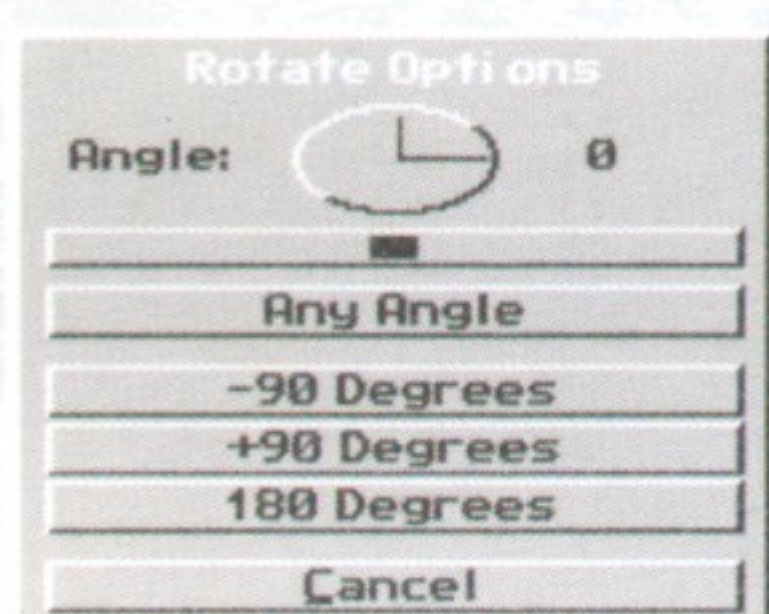 Rotate Options
Angle: 0
Any Angle
-90 Degrees
+90 Degrees
180 Degrees
Cancel